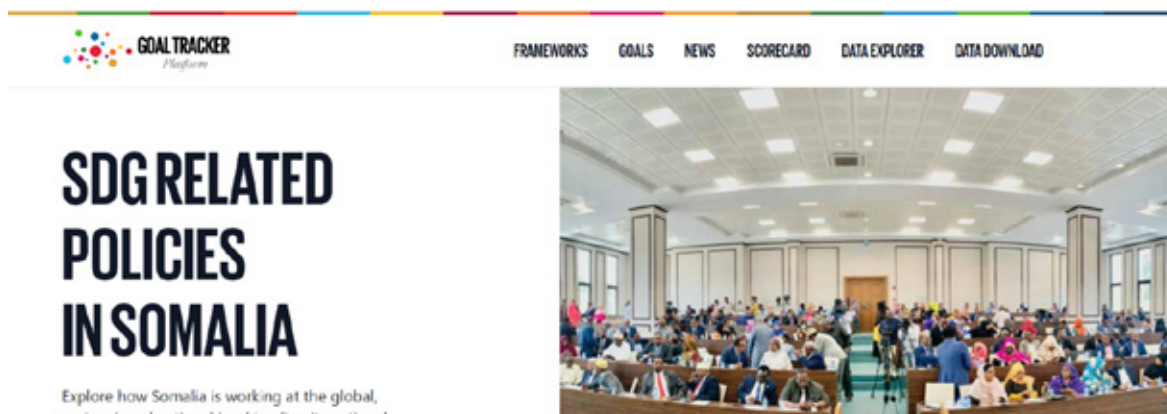 GOAL TRACKER
Platform
FRAMEWORKS GOALS NEWS SCORECARD DATA EXPLORER DATA DOWNLOAD
SDG RELATED
POLICIES
IN SOMALIA
Explore how Somalia is working at the global,